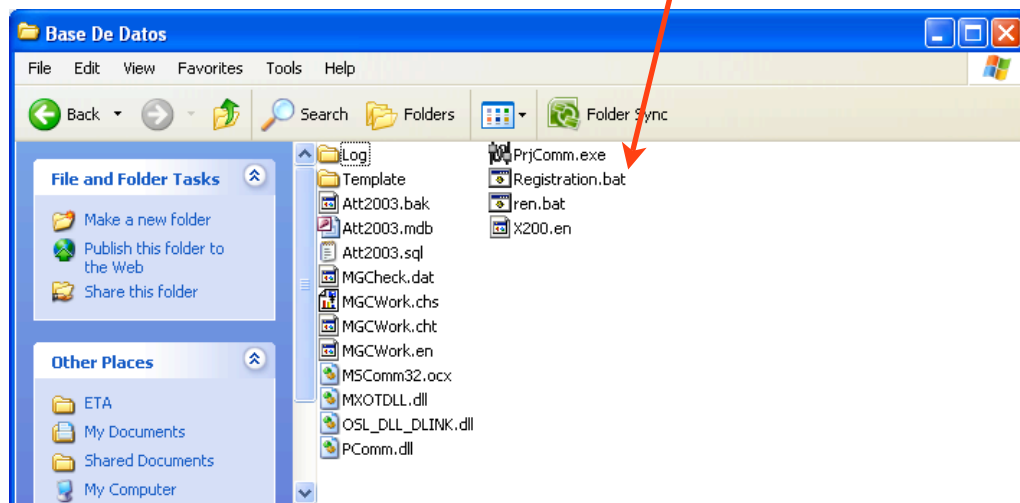 Base De Datos
File Edit View Favorites Tools Help
Back Search Folders Folder Sync
File and Folder Tasks
Make a new folder
Publish this folder to
the Web
Share this folder
Other Places
ETA
My Documents
Shared Documents
My Computer
Log
Template
Att2003.bak
Att2003.mdb
Att2003.sql
MGCheck.dat
MGCWork.chs
MGCWork.cht
MGCWork.en
MSComm32.ocx
MXOTDLL.dll
OSL_DLL_DLINK.dll
PComm.dll
PrjComm.exe
Registration.bat
ren.bat
X200.en